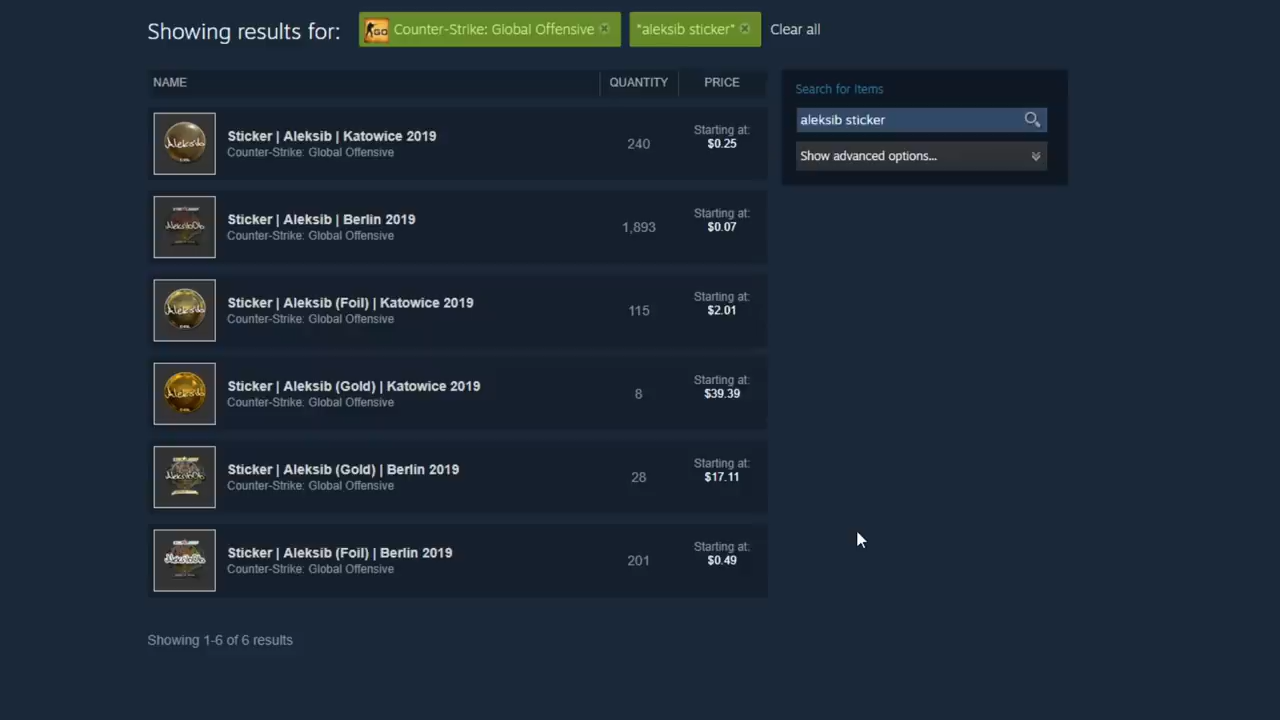 Showing results for: Counter-Strike: Global Offensive "aleksib sticker" Clear all
NAME QUANTITY PRICE
Search for Items
aleksib sticker
Show advanced options...
Sticker | Aleksib | Katowice 2019
Counter-Strike: Global Offensive
240
Starting at:
$0.25
Sticker | Aleksib | Berlin 2019
Counter-Strike: Global Offensive
1,893
Starting at:
$0.07
Sticker | Aleksib (Foil) | Katowice 2019
Counter-Strike: Global Offensive
115
Starting at:
$2.01
Sticker | Aleksib (Gold) | Katowice 2019
Counter-Strike: Global Offensive
8
Starting at:
$39.39
Sticker | Aleksib (Gold) | Berlin 2019
Counter-Strike: Global Offensive
28
Starting at:
$17.11
Sticker | Aleksib (Foil) | Berlin 2019
Counter-Strike: Global Offensive
201
Starting at:
$0.49
Showing 1-6 of 6 results